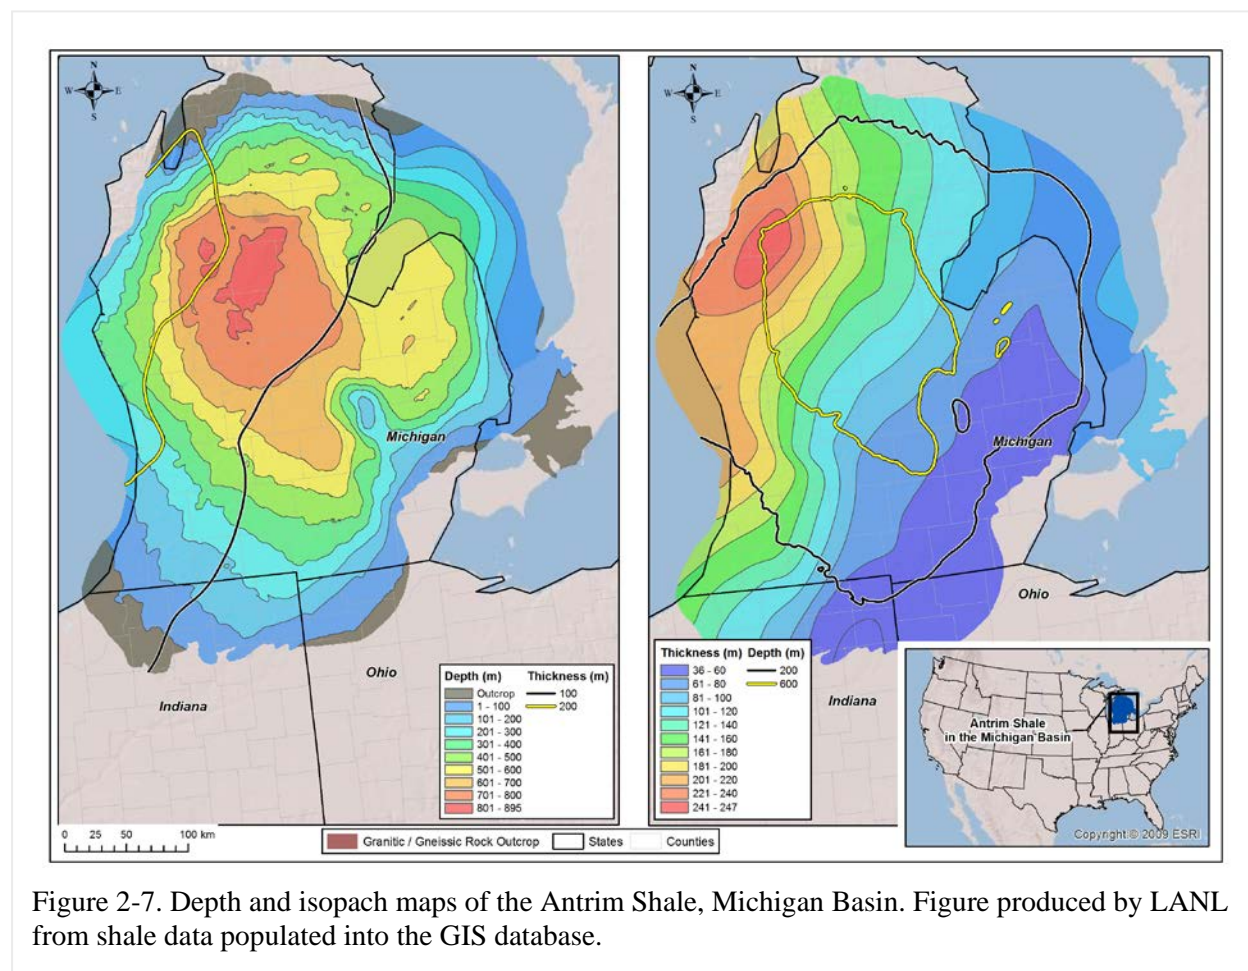 N
W E
S
Michigan
Indiana
Ohio
Depth (m) Thickness (m)
Outcrop 100
1 - 100 200
101 - 200
201 - 300
301 - 400
401 - 500
501 - 600
601 - 700
701 - 800
801 - 895
0 25 50 100 km
N
W E
S
Michigan
Ohio
Indiana
Thickness (m) Depth (m)
36 - 60 200
61 - 80 600
81 - 100
101 - 120
121 - 140
141 - 160
161 - 180
181 - 200
201 - 220
221 - 240
241 - 247
Antrim Shale
in the Michigan Basin
Copyright © 2009 ESRI
Granitic / Gneissic Rock Outcrop States Counties
Figure 2-7. Depth and isopach maps of the Antrim Shale, Michigan Basin. Figure produced by LANL
from shale data populated into the GIS database.